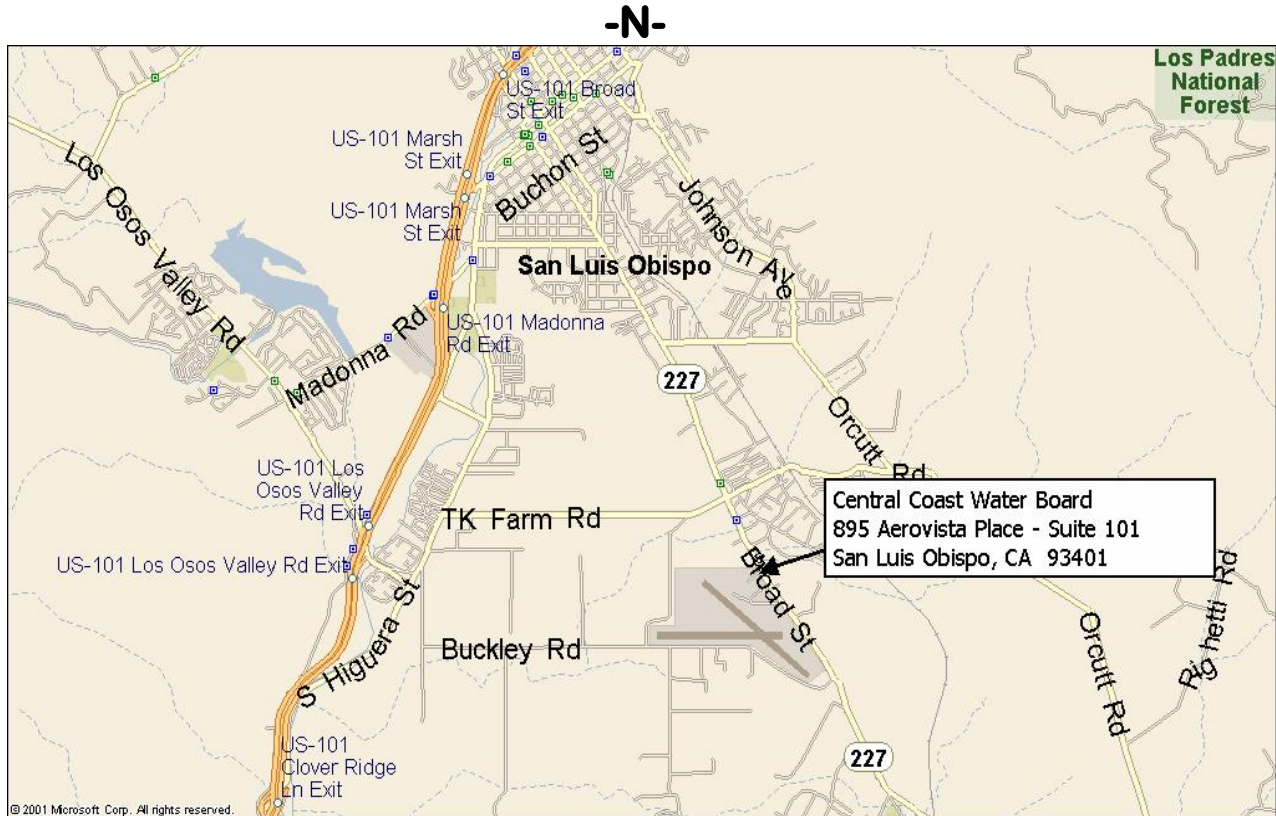 -N-
Los Padres
National
Forest
US-101 Broad
St Exit
US-101 Marsh
St Exit
Buchon St
Los Osos Valley Rd
Johnson Ave
US-101 Marsh
St Exit
San Luis Obispo
Madonna Rd
US-101 Madonna
Rd Exit
227
Orcutt Rd
US-101 Los
Osos Valley
Rd Exit
TK Farm Rd
Central Coast Water Board
895 Aerovista Place - Suite 101
San Luis Obispo, CA 93401
US-101 Los Osos Valley Rd Exit
Broad St
S Higuera St
Buckley Rd
Orcutt Rd
Righetti Rd
US-101
Clover Ridge
Ln Exit
227
© 2001 Microsoft Corp. All rights reserved.